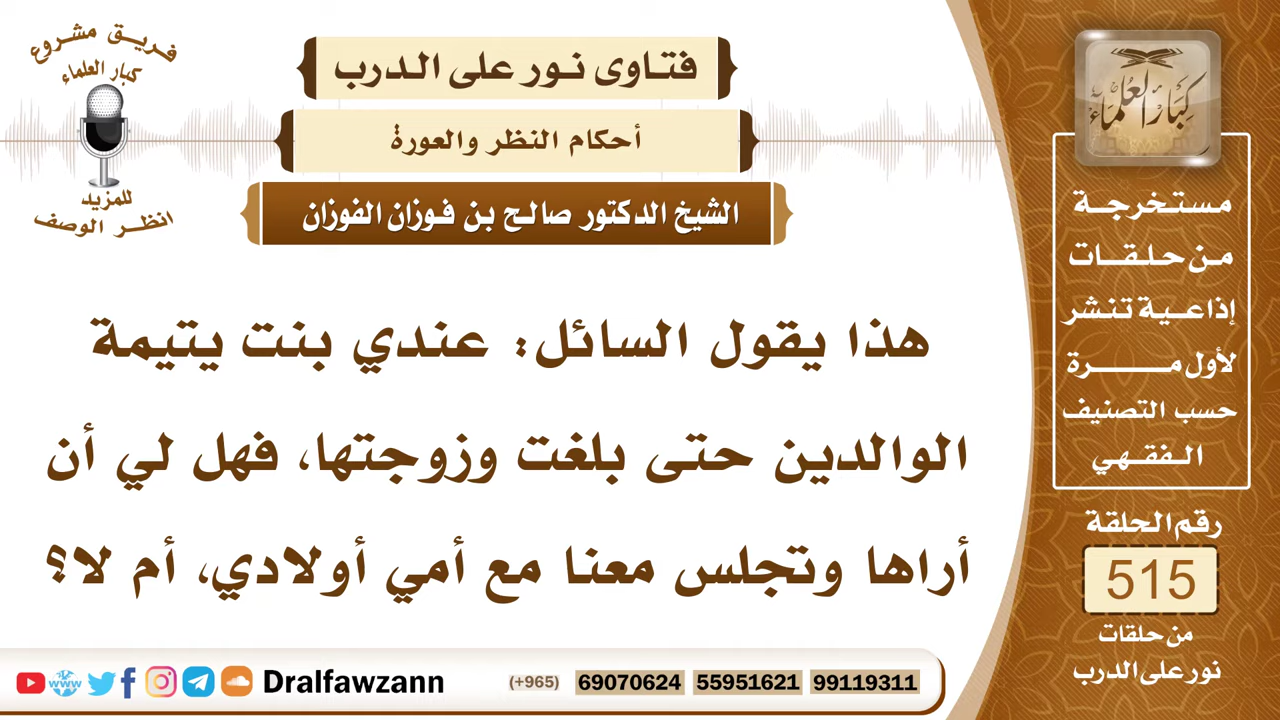 فريق مشروع
كبار العلماء
للمزيد
انظر الوصف
فتاوى نور على الدرب
أحكام النظر والعورة
الشيخ الدكتور صالح بن فوزان الفوزان
هذا يقول السائل: عندي بنت يتيمة
الوالدين حتى بلغت وزوجتها، فهل لي أن
أراها وتجلس معنا مع أمي أولادي، أم لا؟
كبار العلماء
مستخرجة
من حلقات
إذاعية تنشر
لأول مرة
حسب التصنيف
الفقهي
رقم الحلقة
515
من حلقات
نور على الدرب
www Dralfawzann (+965) 69070624 55951621 99119311